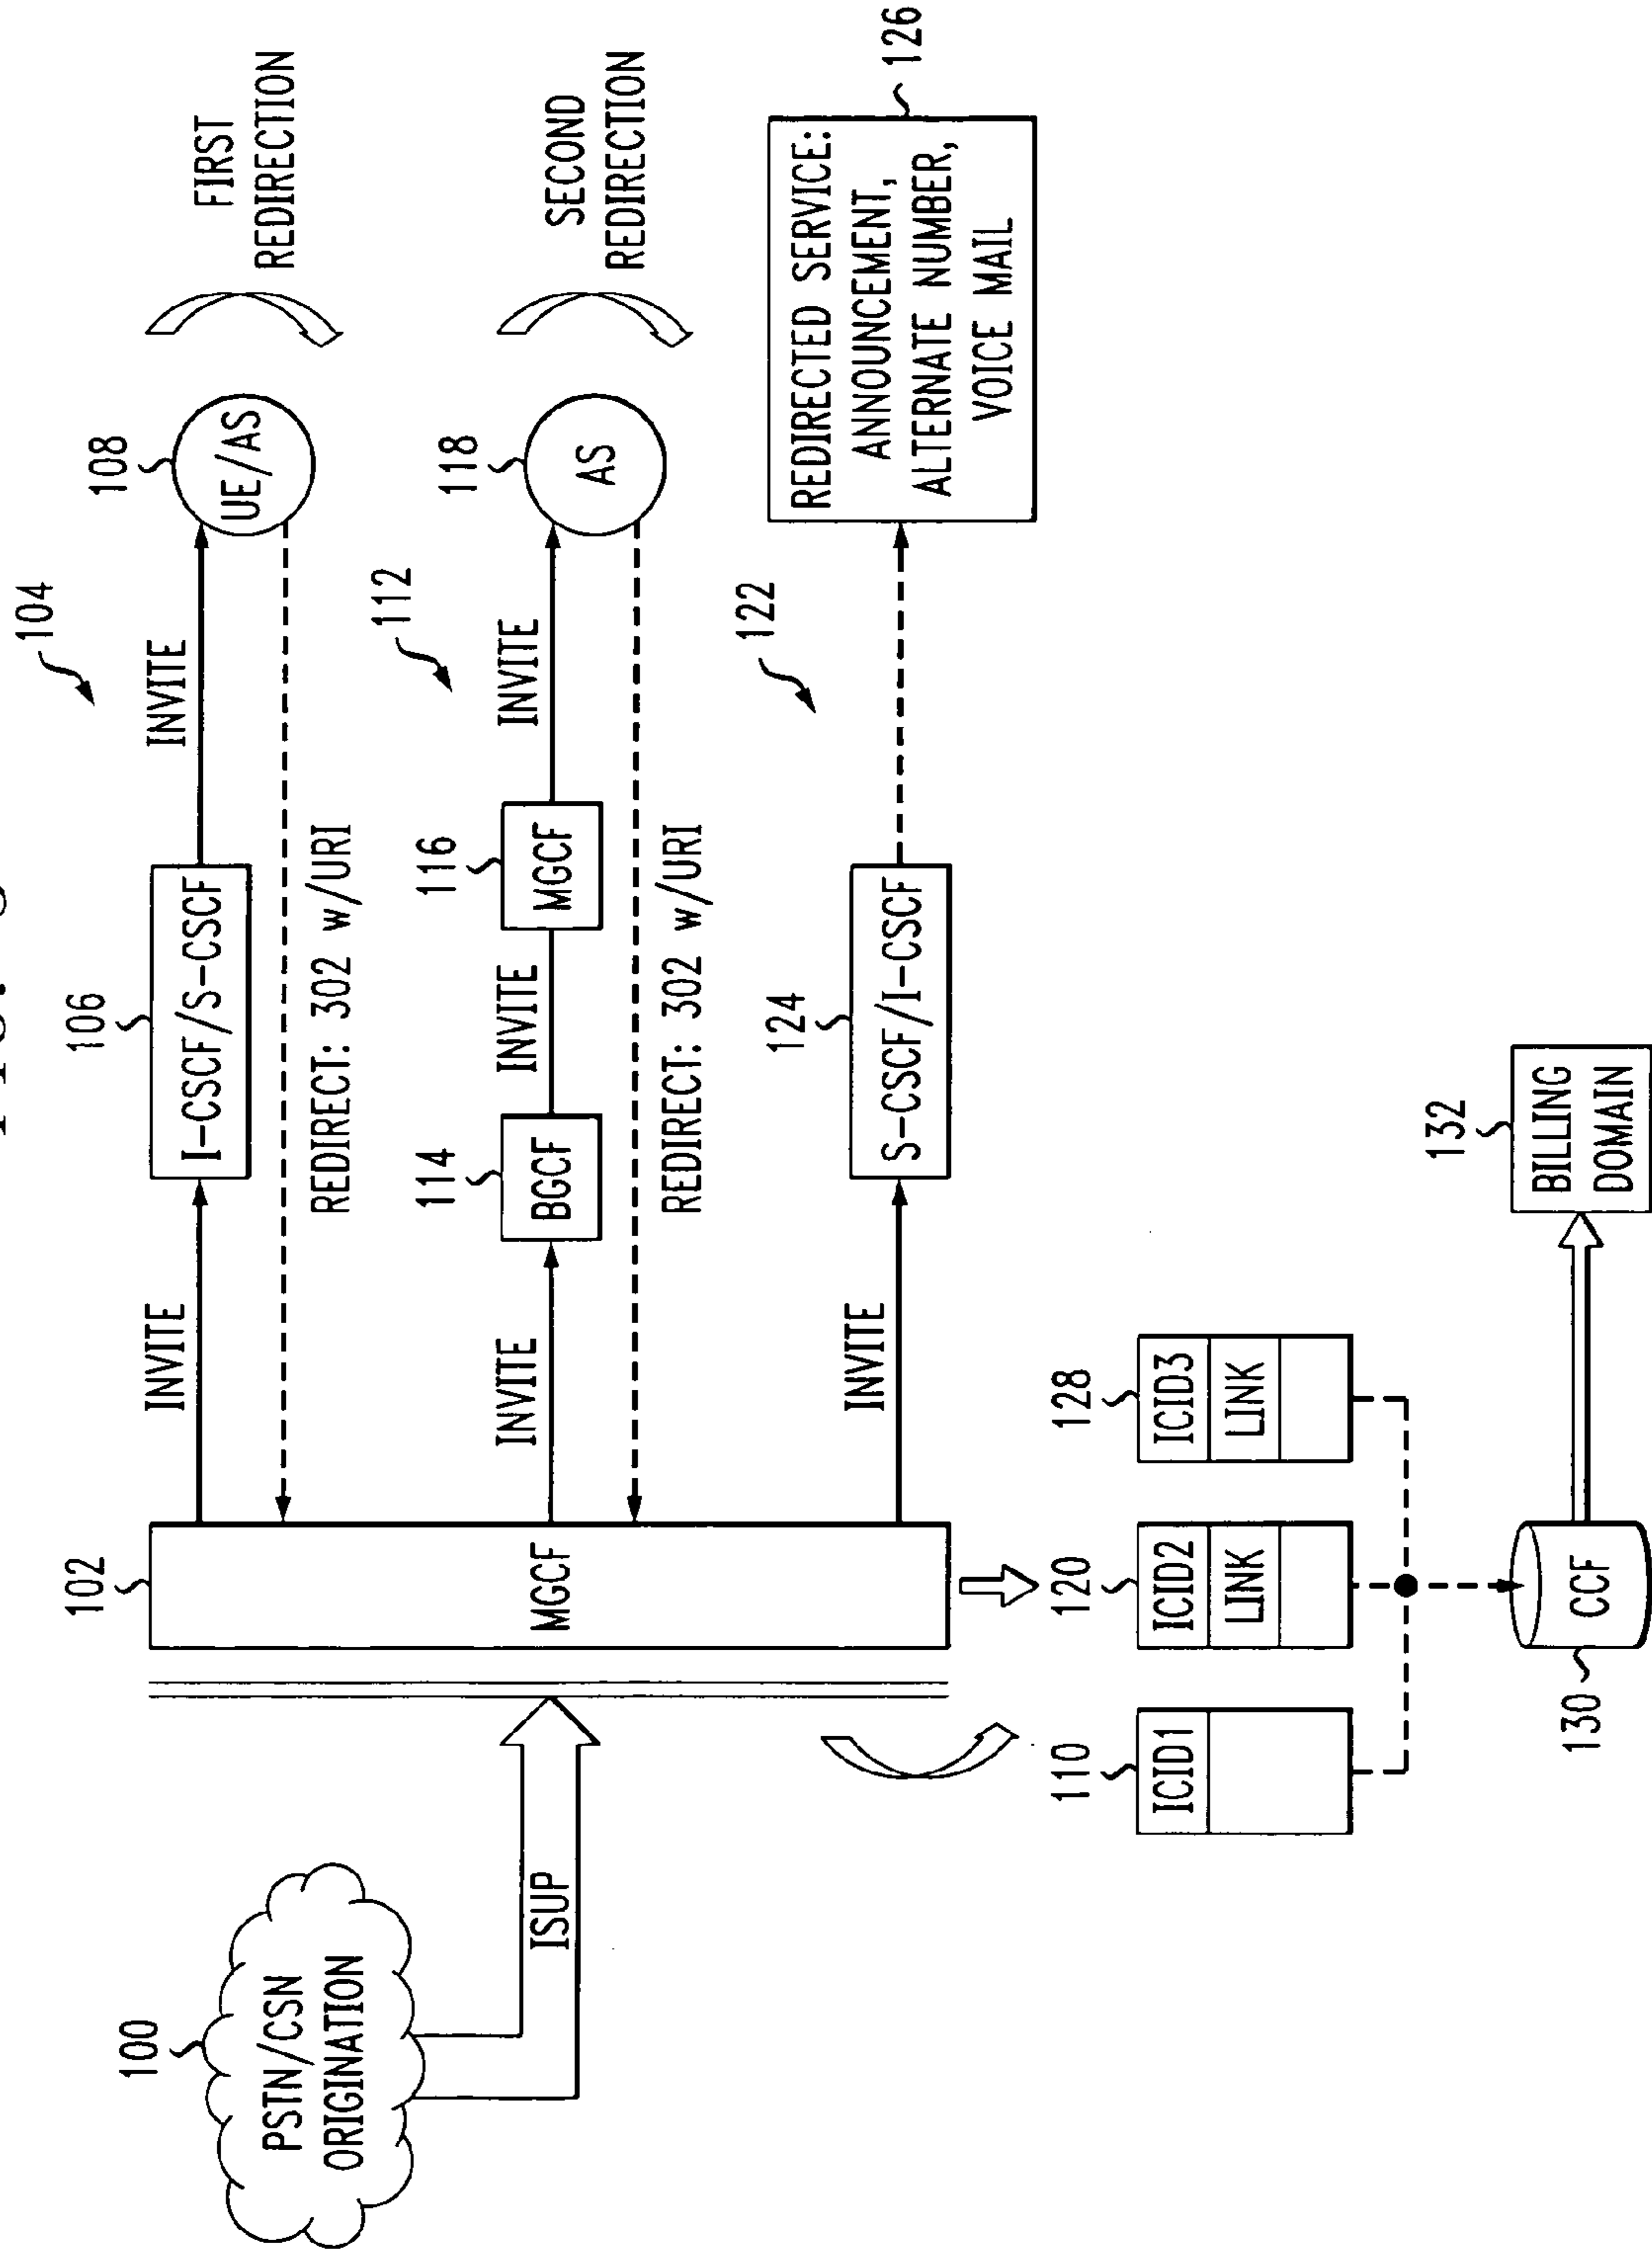 104
106
INVITE
I-CSCF/S-CSCF
INVITE
108
UE/AS
FIRST
REDIRECTION
REDIRECT: 302 w/URI
112
102
MGCF
INVITE
114
BGCF
INVITE
116
MGCF
INVITE
118
AS
SECOND
REDIRECTION
REDIRECT: 302 w/URI
122
INVITE
124
S-CSCF/I-CSCF
REDIRECTED SERVICE:
ANNOUNCEMENT,
ALTERNATE NUMBER,
VOICE MAIL
126
100
PSTN/CSN
ORIGINATION
ISUP
110
ICID1
120
ICID2
LINK
128
ICID3
LINK
130
CCF
132
BILLING
DOMAIN